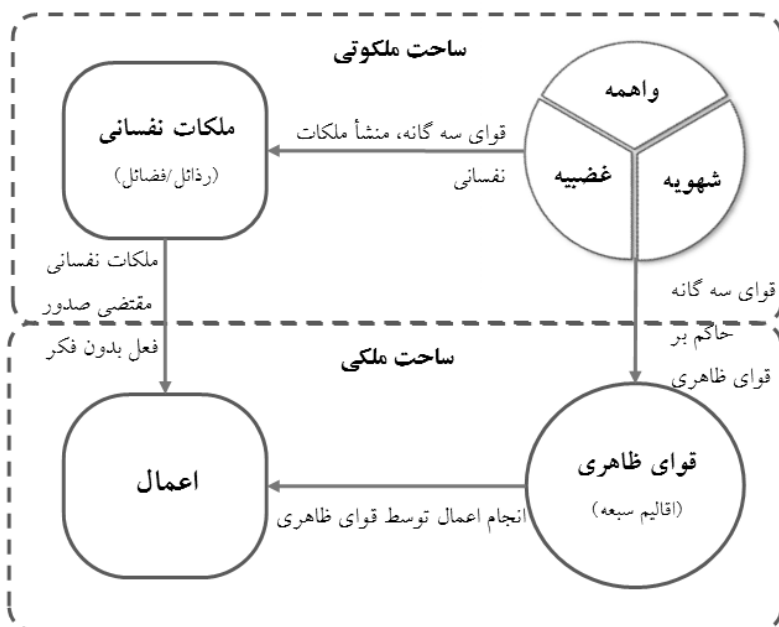 ساحت ملکوتی
واهمه
شهویه
غضبیه
قوای سه گانه، منشأ ملکات
نفسانی
ملکات نفسانی
(رذائل/فضائل)
ملکات نفسانی
مقتضی صدور
فعل بدون فکر
قوای سه گانه
حاکم بر
قوای ظاهری
ساحت ملکی
قوای ظاهری
(اقالیم سبعه)
انجام اعمال توسط قوای ظاهری
اعمال